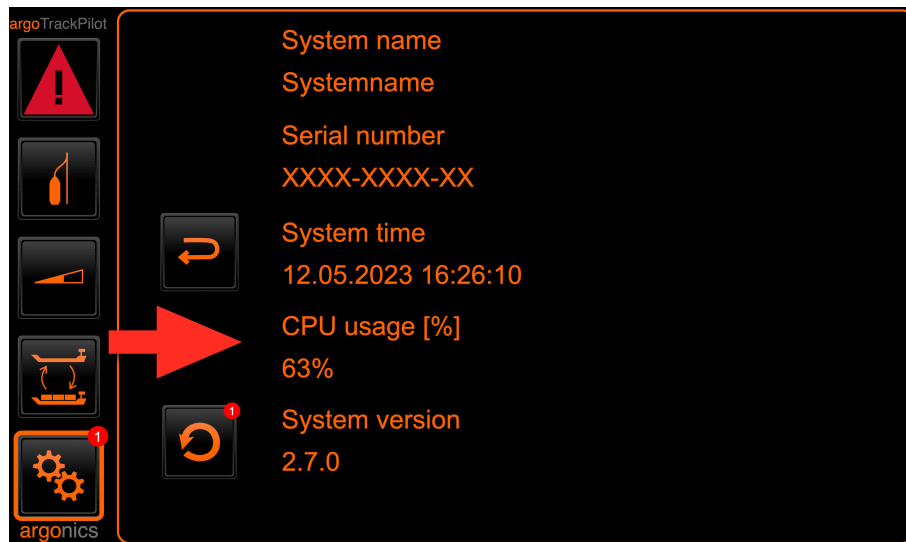 argoTrackPilot
System name
Systemname
Serial number
XXXX-XXXX-XX
System time
12.05.2023 16:26:10
CPU usage [%]
63%
1
System version
1
2.7.0
argonics